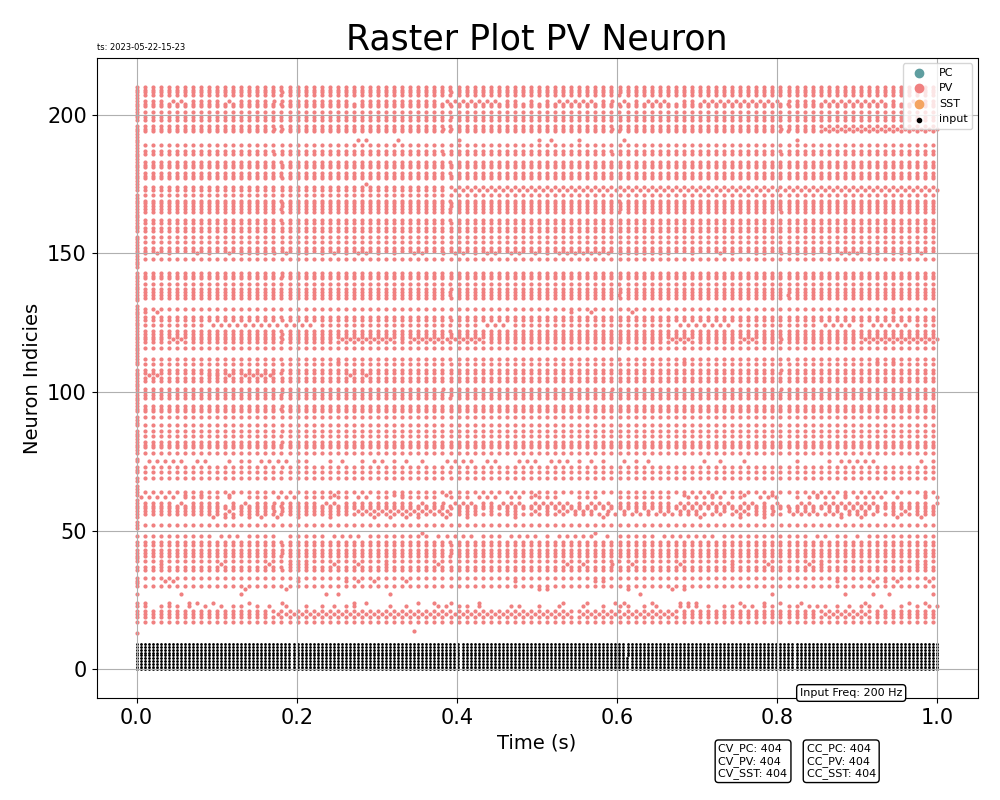 Raster Plot PV Neuron
ts: 2023-05-22-15-23
PC
PV
SST
input
200
150
100
50
0
Neuron Indicies
Input Freq: 200 Hz
0.0 0.2 0.4 0.6 0.8 1.0
Time (s)
CV_PC: 404
CV_PV: 404
CV_SST: 404
CC_PC: 404
CC_PV: 404
CC_SST: 404